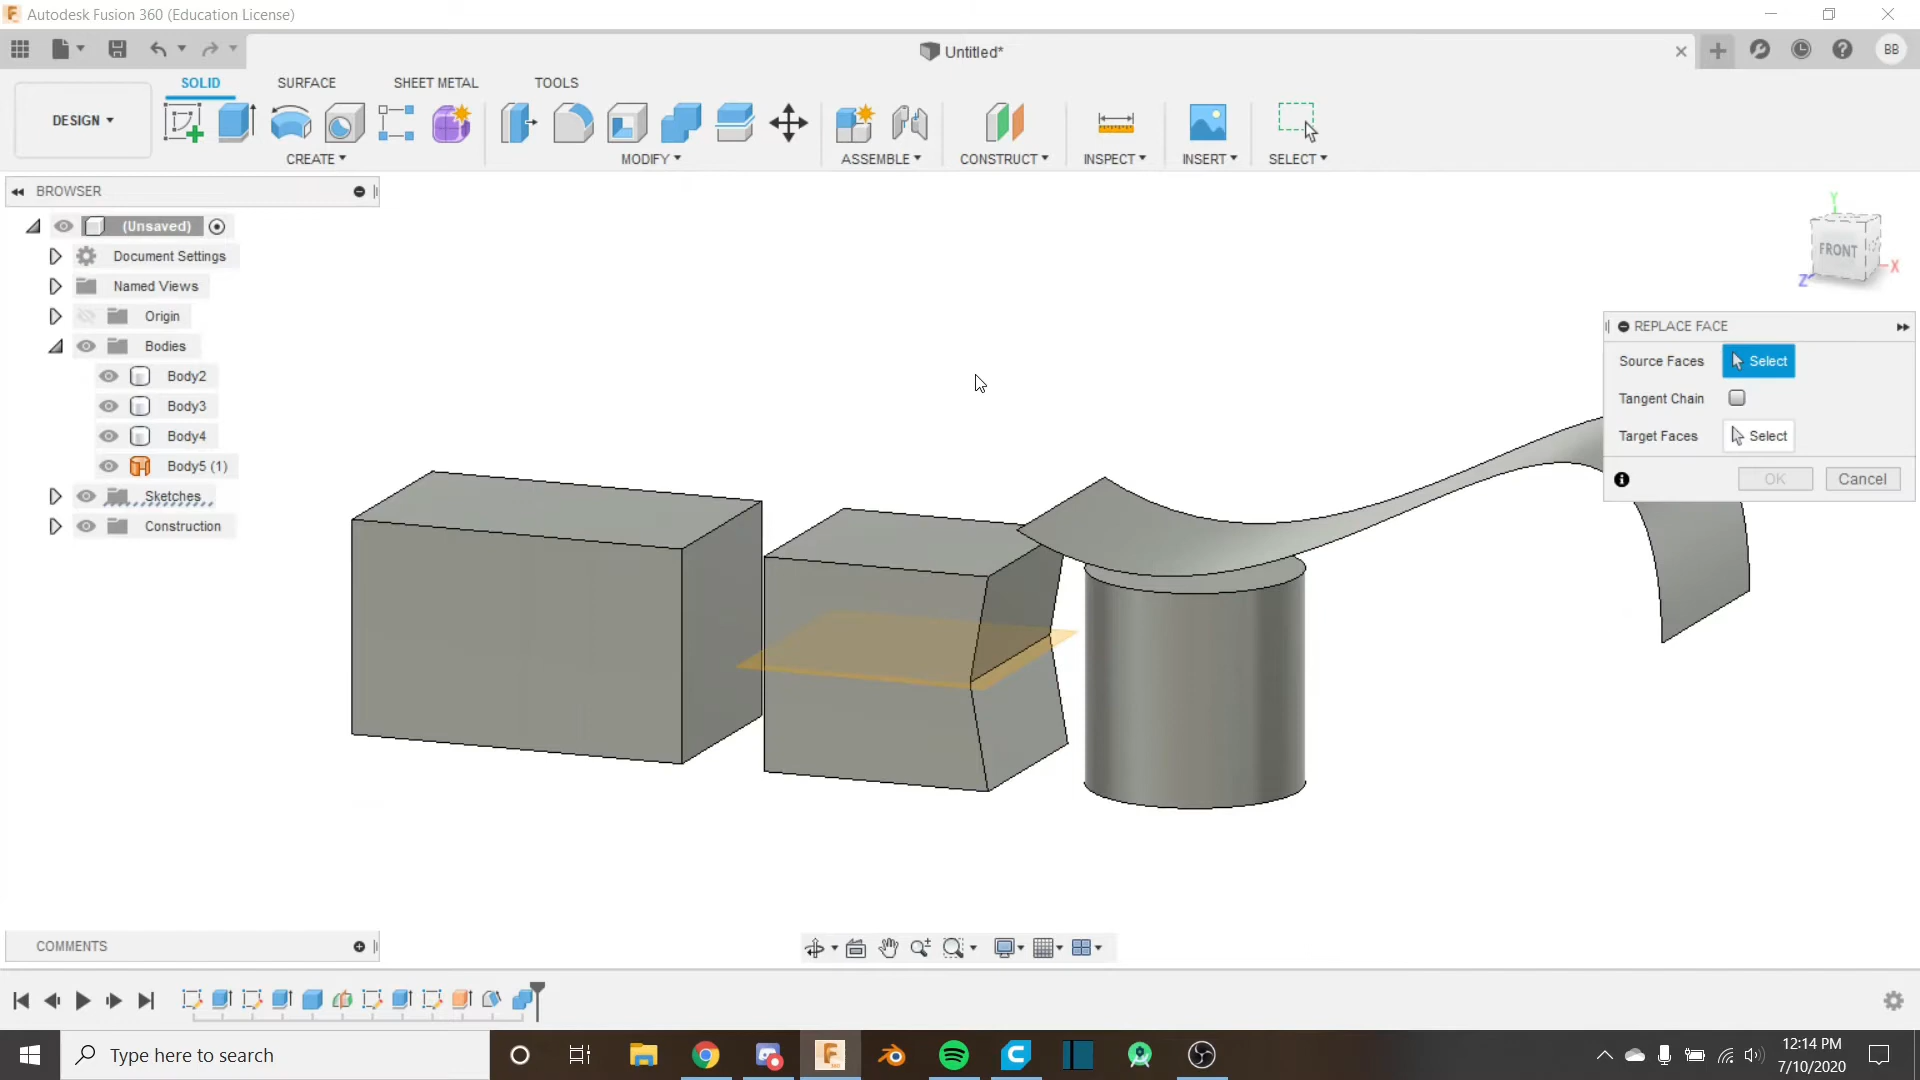 Autodesk Fusion 360 (Education License)
Untitled*
BB
SOLID SURFACE SHEET METAL TOOLS
DESIGN
CREATE MODIFY ASSEMBLE CONSTRUCT INSPECT INSERT SELECT
BROWSER
(Unsaved)
Document Settings
Named Views
Origin
Bodies
Body2
Body3
Body4
Body5 (1)
Sketches
Construction
Y
FRONT
X
Z
REPLACE FACE
Source Faces Select
Tangent Chain
Target Faces Select
OK Cancel
COMMENTS
Type here to search
12:14 PM
7/10/2020